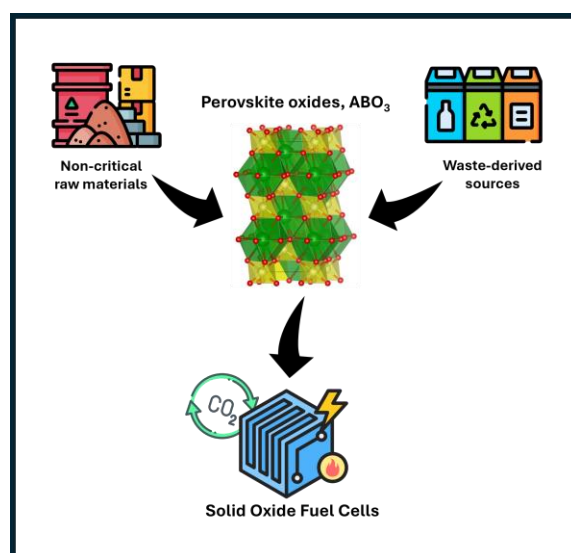 Perovskite oxides, ABO₃
Non-critical
raw materials
Waste-derived
sources
CO₂
Solid Oxide Fuel Cells